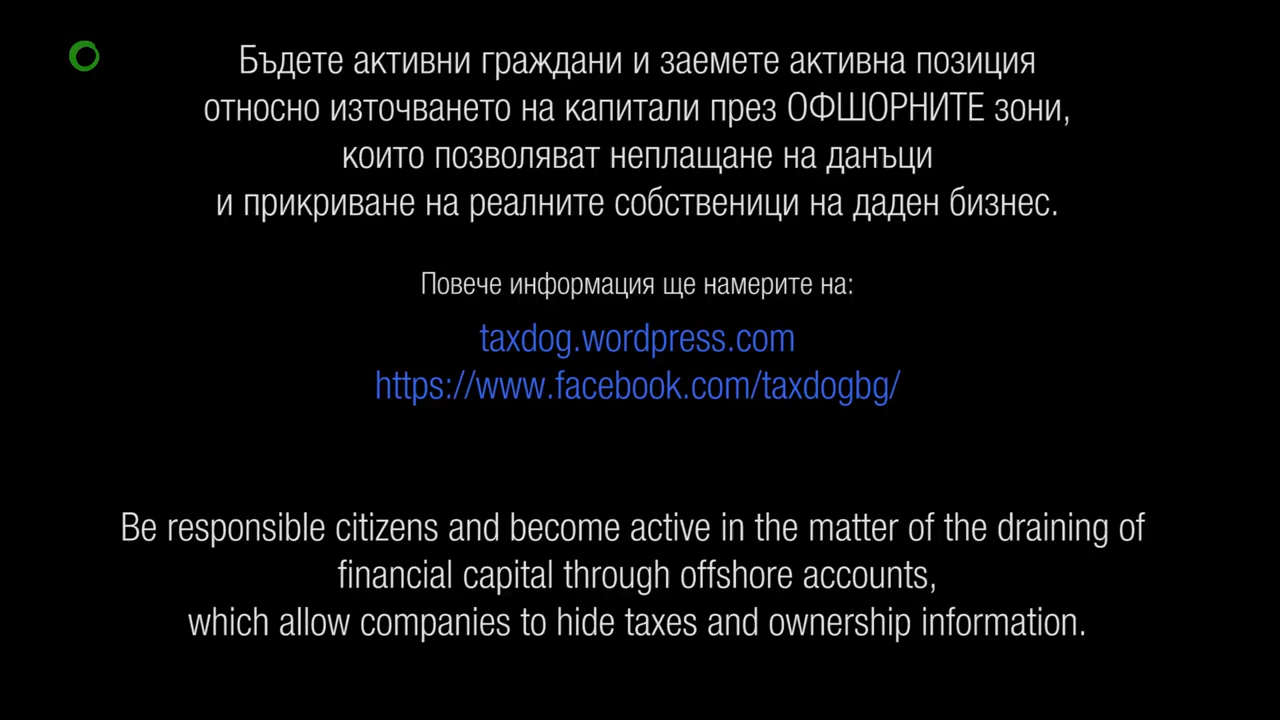 Бъдете активни граждани и заемете активна позиция
относно източването на капитали през ОФШОРНИТЕ зони,
които позволяват неплащане на данъци
и прикриване на реалните собственици на даден бизнес.
Повече информация ще намерите на:
taxdog.wordpress.com
https://www.facebook.com/taxdogbg/
Be responsible citizens and become active in the matter of the draining of
financial capital through offshore accounts,
which allow companies to hide taxes and ownership information.